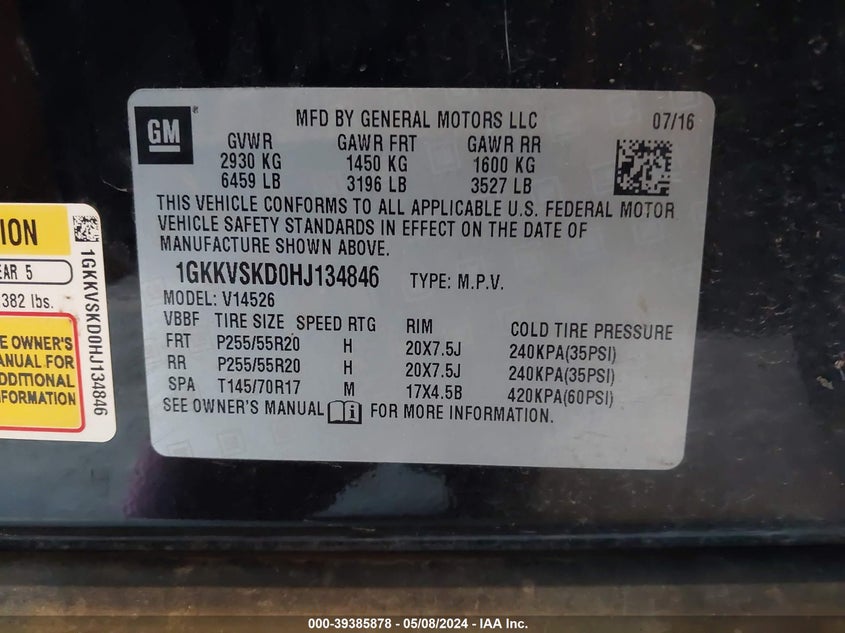 GM
MFD BY GENERAL MOTORS LLC 07/16
GVWR GAWR FRT GAWR RR
2930 KG 1450 KG 1600 KG
6459 LB 3196 LB 3527 LB
THIS VEHICLE CONFORMS TO ALL APPLICABLE U.S. FEDERAL MOTOR
VEHICLE SAFETY STANDARDS IN EFFECT ON THE DATE OF
MANUFACTURE SHOWN ABOVE.
1GKKVSKD0HJ134846 TYPE: M.P.V.
MODEL: V14526
VBBF TIRE SIZE SPEED RTG RIM COLD TIRE PRESSURE
FRT P255/55R20 H 20X7.5J 240KPA(35PSI)
RR P255/55R20 H 20X7.5J 240KPA(35PSI)
SPA T145/70R17 M 17X4.5B 420KPA(60PSI)
SEE OWNER'S MANUAL FOR MORE INFORMATION.
ION
EAR 5
382 lbs.
E OWNER'S
ANUAL FOR
DDITIONAL
FORMATION
1GKKVSKD0HJ134846
000-39385878 - 05/08/2024 - IAA Inc.